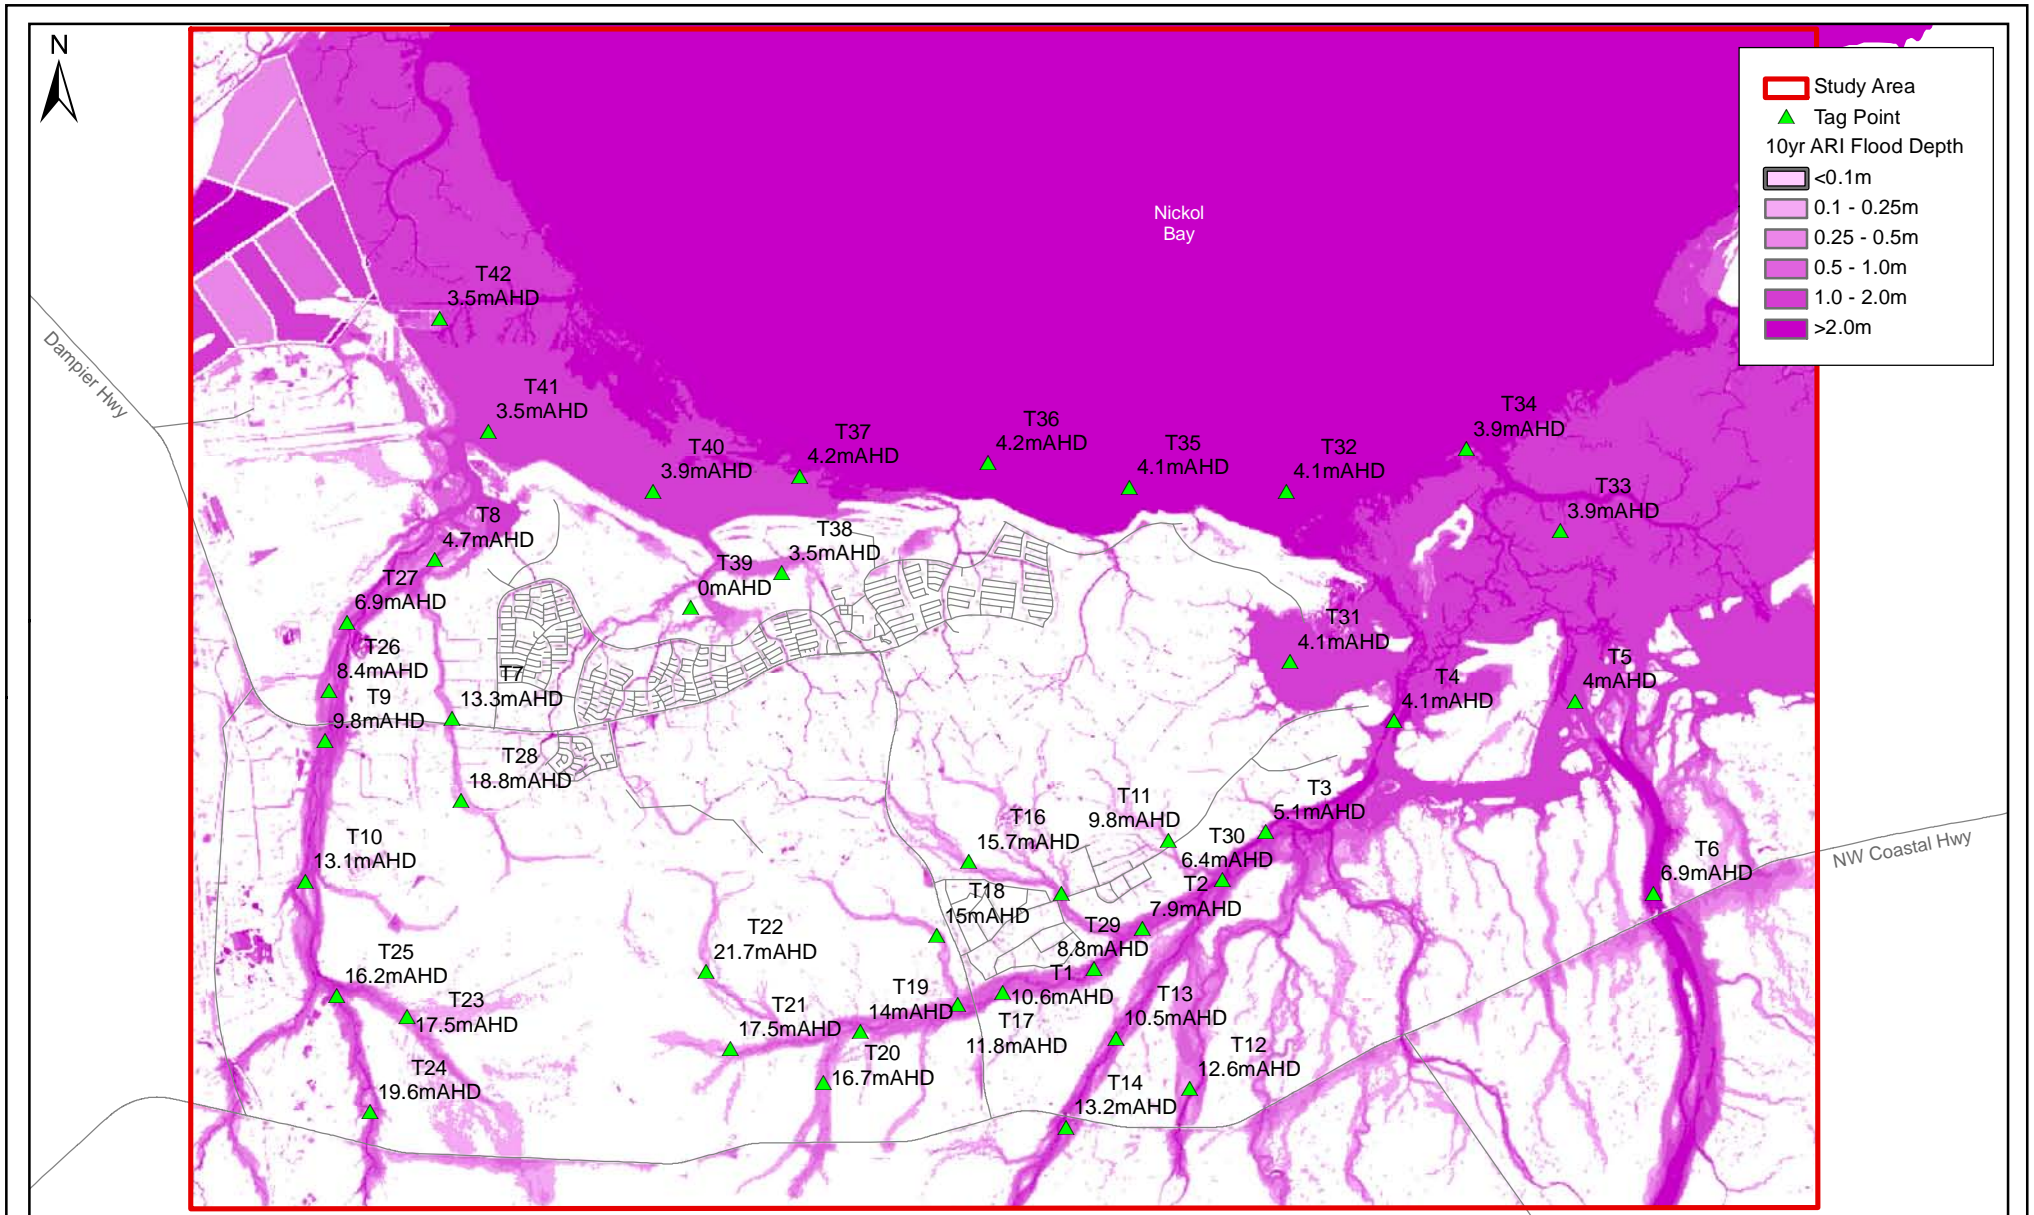 N
Study Area
Tag Point
10yr ARI Flood Depth
<0.1m
0.1 - 0.25m
0.25 - 0.5m
0.5 - 1.0m
1.0 - 2.0m
>2.0m
Nickol
Bay
Dampier Hwy
NW Coastal Hwy
T42
3.5mAHD
T41
3.5mAHD
T40
3.9mAHD
T37
4.2mAHD
T36
4.2mAHD
T35
4.1mAHD
T32
4.1mAHD
T34
3.9mAHD
T33
3.9mAHD
T8
4.7mAHD
T38
3.5mAHD
T39
0mAHD
T27
6.9mAHD
T26
8.4mAHD
T9
9.8mAHD
T7
13.3mAHD
T31
4.1mAHD
T4
4.1mAHD
T5
4mAHD
T28
18.8mAHD
T3
5.1mAHD
T11
9.8mAHD
T16
15.7mAHD
T30
6.4mAHD
T10
13.1mAHD
T6
6.9mAHD
T18
15mAHD
T2
7.9mAHD
T29
8.8mAHD
T22
21.7mAHD
T25
16.2mAHD
T1
10.6mAHD
T23
17.5mAHD
T19
14mAHD
T21
17.5mAHD
T13
10.5mAHD
T17
11.8mAHD
T20
16.7mAHD
T12
12.6mAHD
T24
19.6mAHD
T14
13.2mAHD